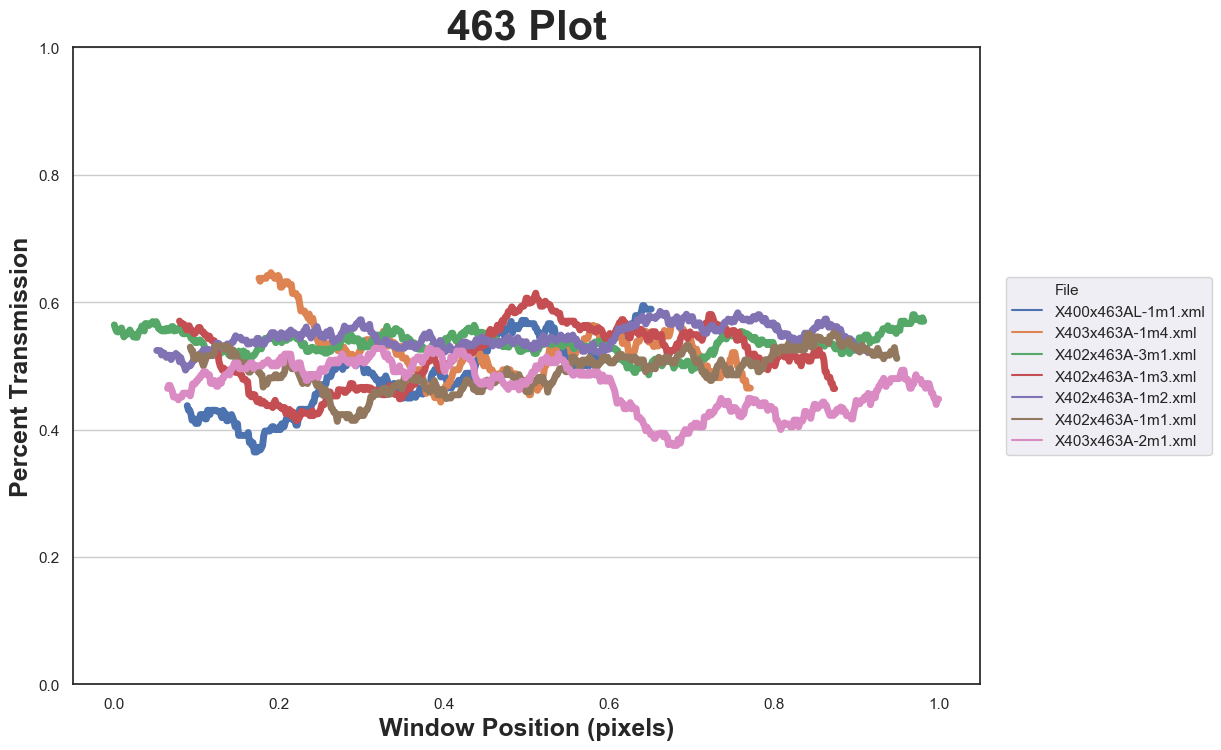 463 Plot
Percent Transmission
1.0
0.8
0.6
0.4
0.2
0.0
0.0 0.2 0.4 0.6 0.8 1.0
Window Position (pixels)
File
X400x463AL-1m1.xml
X403x463A-1m4.xml
X402x463A-3m1.xml
X402x463A-1m3.xml
X402x463A-1m2.xml
X402x463A-1m1.xml
X403x463A-2m1.xml